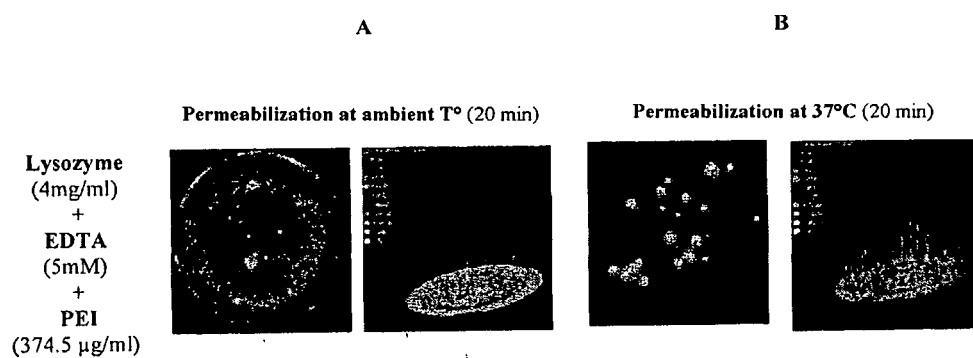 A
B
Permeabilization at ambient T° (20 min)
Permeabilization at 37°C (20 min)
Lysozyme
(4mg/ml)
+
EDTA
(5mM)
+
PEI
(374.5 µg/ml)